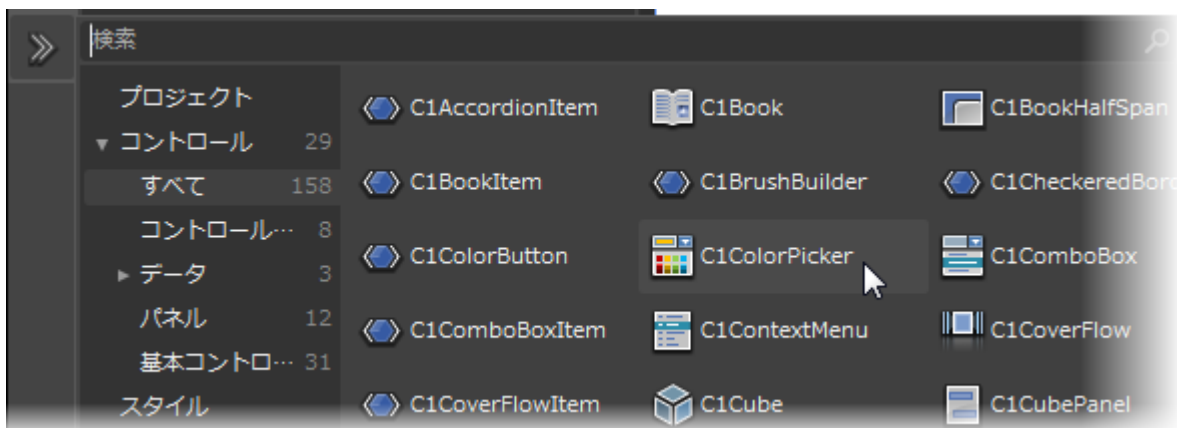 検索
プロジェクト
コントロール 29
すべて 158
コントロール… 8
データ 3
パネル 12
基本コントロ… 31
スタイル
C1AccordionItem C1Book C1BookHalfSpan
C1BookItem C1BrushBuilder C1CheckeredBord
C1ColorButton C1ColorPicker C1ComboBox
C1ComboBoxItem C1ContextMenu C1CoverFlow
C1CoverFlowItem C1Cube C1CubePanel